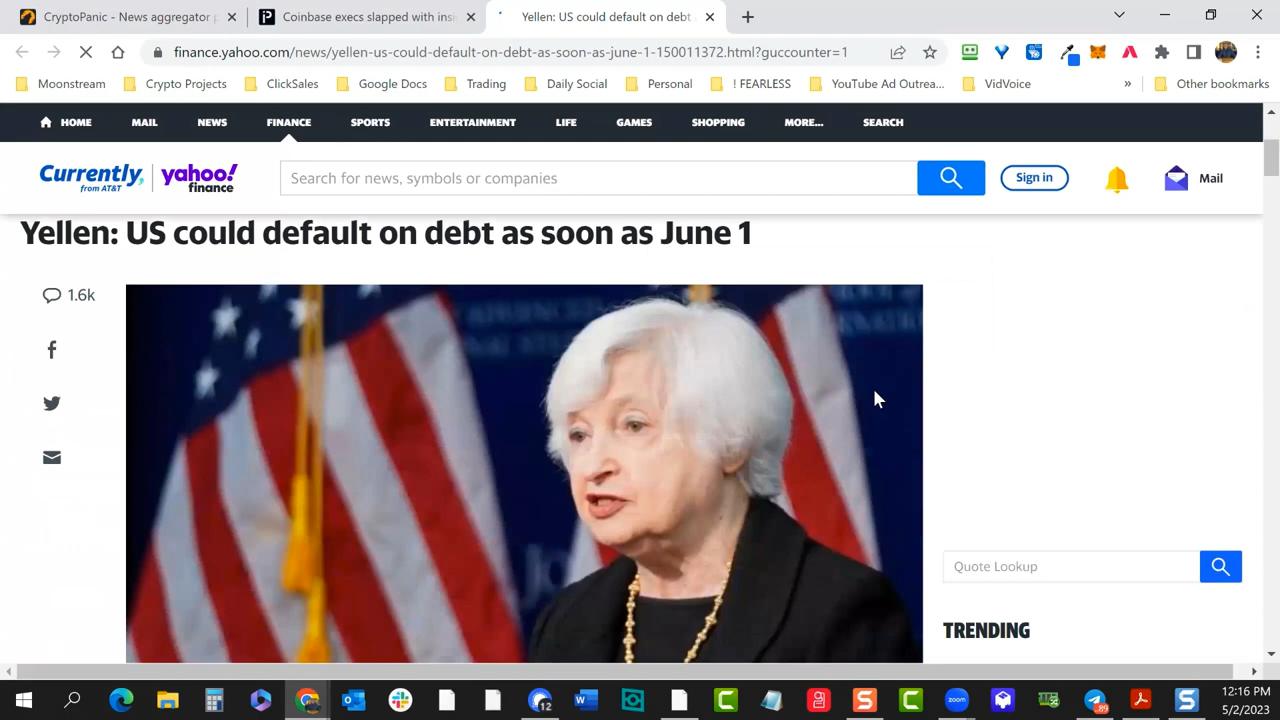 CryptoPanic - News aggregator p
Coinbase execs slapped with insi
Yellen: US could default on debt
finance.yahoo.com/news/yellen-us-could-default-on-debt-as-soon-as-june-1-150011372.html?guccounter=1
Moonstream
Crypto Projects
ClickSales
Google Docs
Trading
Daily Social
Personal
! FEARLESS
YouTube Ad Outrea...
VidVoice
»
Other bookmarks
HOME
MAIL
NEWS
FINANCE
SPORTS
ENTERTAINMENT
LIFE
GAMES
SHOPPING
MORE...
SEARCH
Currently,
from AT&T
yahoo!
finance
Search for news, symbols or companies
Sign in
Mail
Yellen: US could default on debt as soon as June 1
1.6k
Quote Lookup
TRENDING
12
zoom
89
12:16 PM
5/2/2023